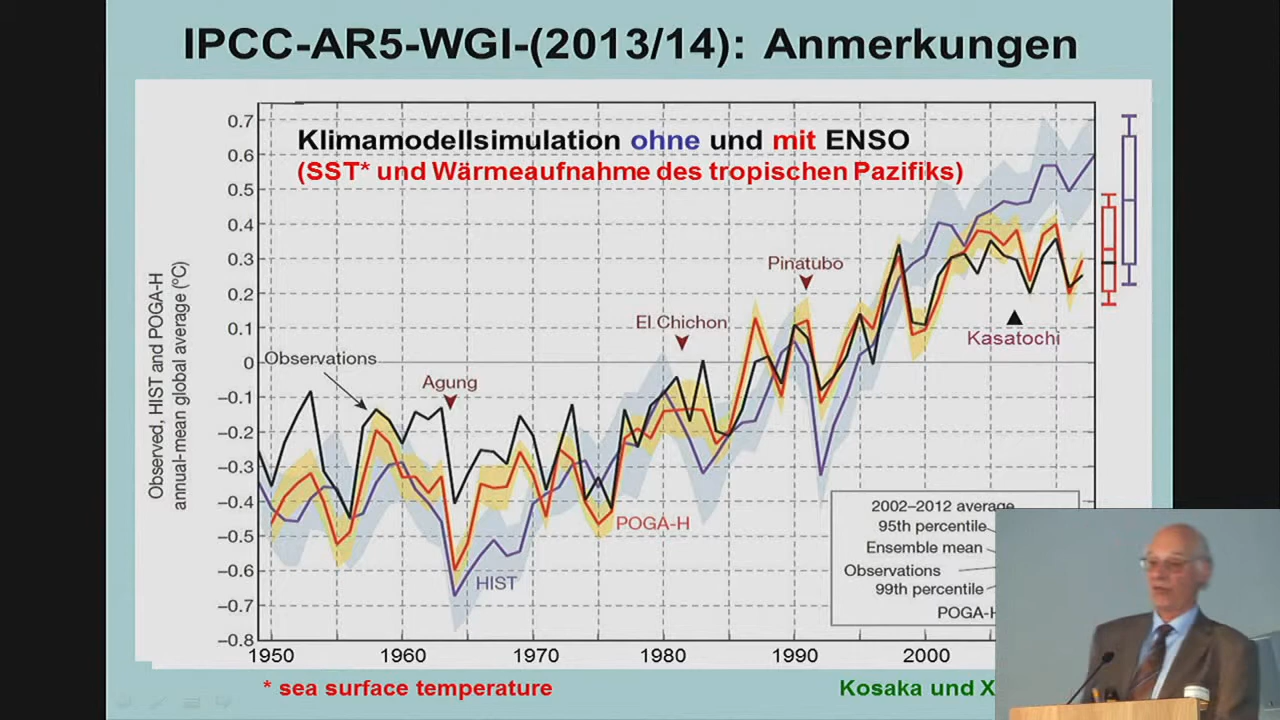 IPCC-AR5-WGI-(2013/14): Anmerkungen
Klimamodellsimulation ohne und mit ENSO
(SST* und Wärmeaufnahme des tropischen Pazifiks)
Observed, HIST and POGA-H
annual-mean global average (ºC)
0.7
0.6
0.5
0.4
0.3
0.2
0.1
0
–0.1
–0.2
–0.3
–0.4
–0.5
–0.6
–0.7
–0.8
Observations
Agung
El Chichon
Pinatubo
Kasatochi
POGA-H
HIST
2002–2012 average
95th percentile
Ensemble mean
Observations
99th percentile
POGA-H
1950
1960
1970
1980
1990
2000
* sea surface temperature
Kosaka und X